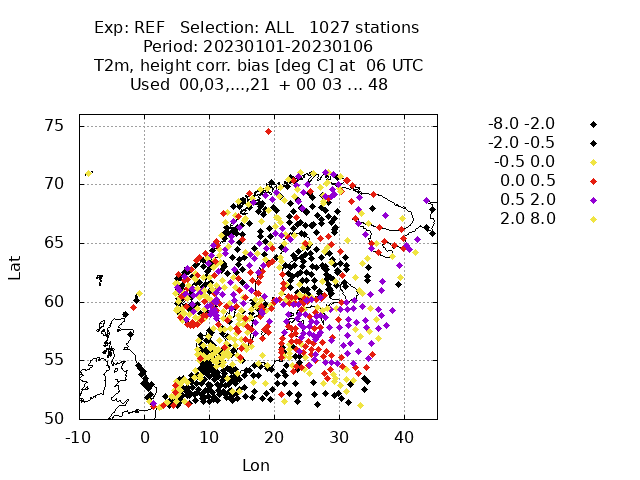 Exp: REF   Selection: ALL   1027 stations
Period: 20230101-20230106
T2m, height corr. bias [deg C] at  06 UTC
Used  00,03,...,21  + 00 03 ... 48
-8.0 -2.0
-2.0 -0.5
-0.5 0.0
0.0 0.5
0.5 2.0
2.0 8.0
75
70
65
60
55
50
Lat
-10 0 10 20 30 40
Lon